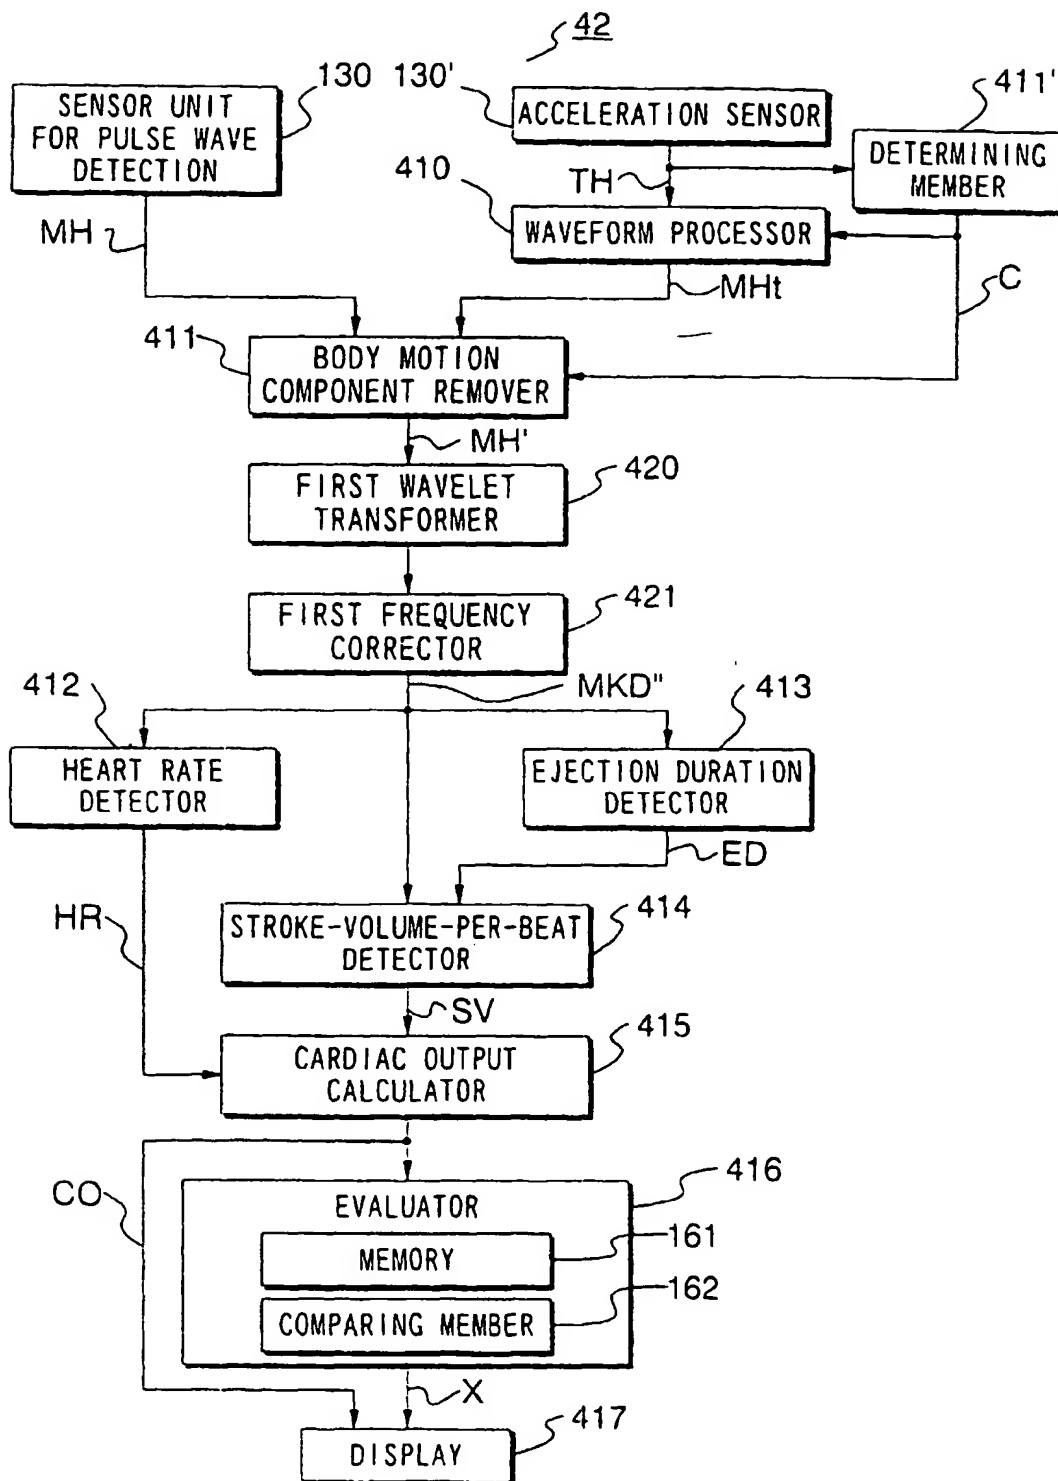 42
130
130'
411'
SENSOR UNIT
FOR PULSE WAVE
DETECTION
ACCELERATION SENSOR
DETERMINING
MEMBER
410
TH
MH
WAVEFORM PROCESSOR
MHt
C
411
BODY MOTION
COMPONENT REMOVER
MH'
420
FIRST WAVELET
TRANSFORMER
421
FIRST FREQUENCY
CORRECTOR
412
MKD"
413
HEART RATE
DETECTOR
EJECTION DURATION
DETECTOR
ED
HR
414
STROKE-VOLUME-PER-BEAT
DETECTOR
SV
415
CARDIAC OUTPUT
CALCULATOR
CO
416
EVALUATOR
161
MEMORY
162
COMPARING MEMBER
X
417
DISPLAY